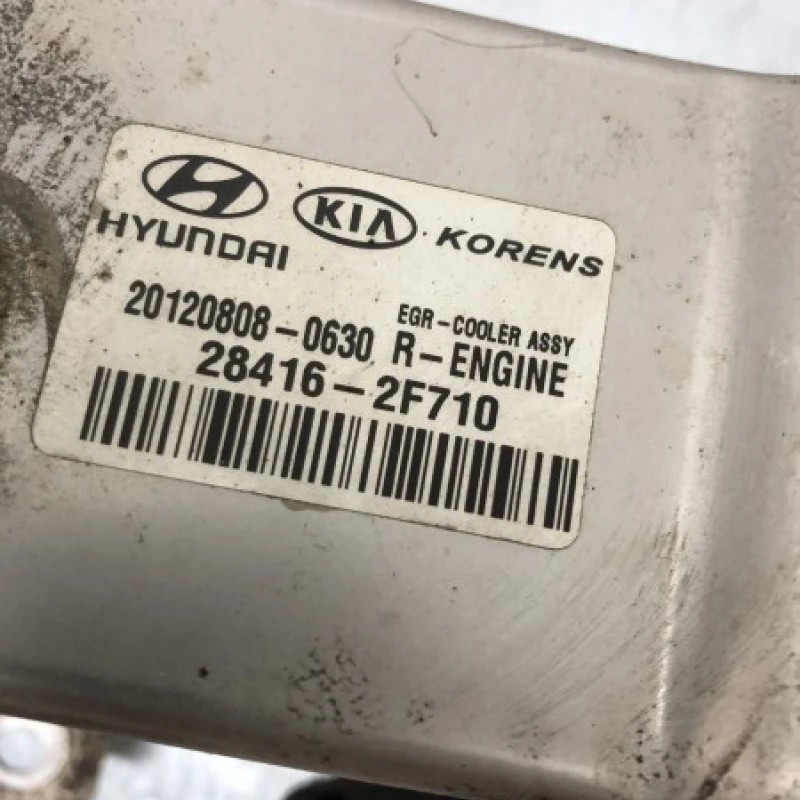 HYUNDAI KIA KORENS
20120808-0630 EGR-COOLER ASSY
R-ENGINE
28416-2F710